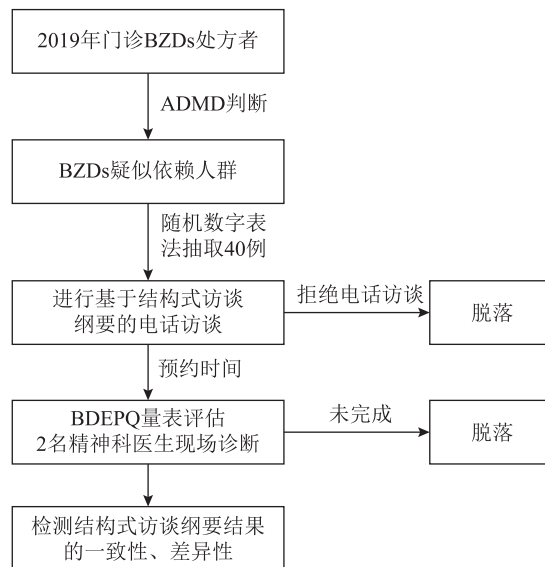 2019年门诊BZDs处方者
ADMD判断
BZDs疑似依赖人群
随机数字表
法抽取40例
进行基于结构式访谈
纲要的电话访谈
拒绝电话访谈
脱落
预约时间
BDEPQ量表评估
2名精神科医生现场诊断
未完成
脱落
检测结构式访谈纲要结果
的一致性、差异性